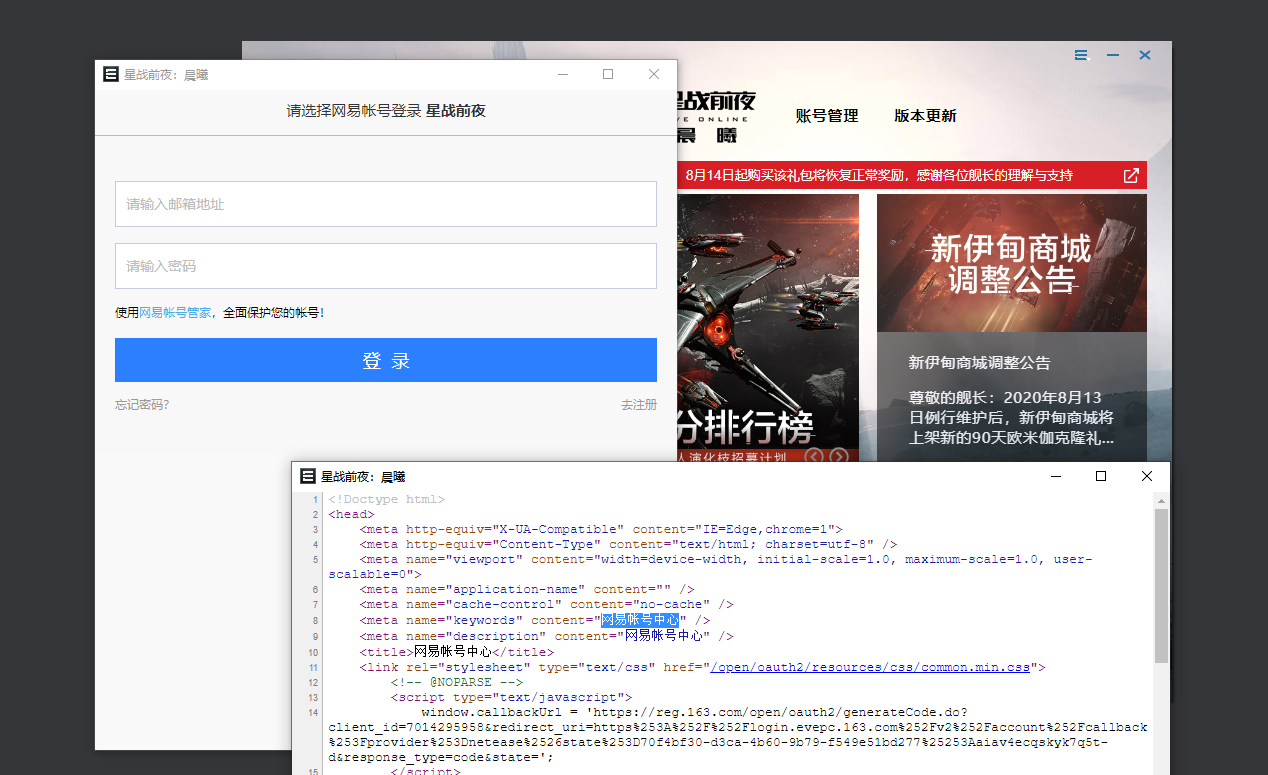 星战前夜：晨曦
请选择网易帐号登录 星战前夜
请输入邮箱地址
请输入密码
使用网易帐号管家，全面保护您的帐号！
登 录
忘记密码?
去注册
星战前夜
VE ONLINE
晨 曦
账号管理
版本更新
8月14日起购买该礼包将恢复正常奖励，感谢各位舰长的理解与支持
分排行榜
人演化枝招募计划
新伊甸商城
调整公告
新伊甸商城调整公告
尊敬的舰长：2020年8月13
日例行维护后，新伊甸商城将
上架新的90天欧米伽克隆礼...
星战前夜：晨曦
1 <!Doctype html>
2 <head>
3 <meta http-equiv="X-UA-Compatible" content="IE=Edge,chrome=1">
4 <meta http-equiv="Content-Type" content="text/html; charset=utf-8" />
5 <meta name="viewport" content="width=device-width, initial-scale=1.0, maximum-scale=1.0, user-
scalable=0">
6 <meta name="application-name" content="" />
7 <meta name="cache-control" content="no-cache" />
8 <meta name="keywords" content="网易帐号中心" />
9 <meta name="description" content="网易帐号中心" />
10 <title>网易帐号中心</title>
11 <link rel="stylesheet" type="text/css" href="/open/oauth2/resources/css/common.min.css">
12 <!-- @NOPARSE -->
13 <script type="text/javascript">
14 window.callbackUrl = 'https://reg.163.com/open/oauth2/generateCode.do?
client_id=7014295958&redirect_uri=https%253A%252F%252Flogin.evepc.163.com%252Fv2%252Faccount%252Fcallback
%253Fprovider%253Dnetease%2526state%253D70f4bf30-d3ca-4b60-9b79-f549e51bd277%25253Aaiav4ecqskyk7q5t-
d&response_type=code&state=';
15 </script>